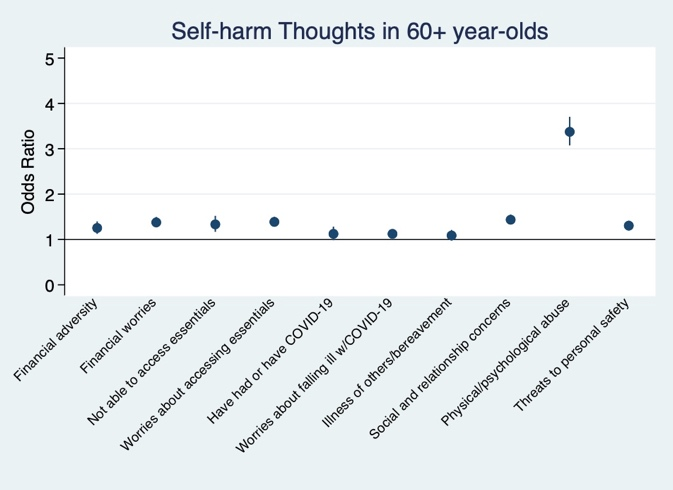 Self-harm Thoughts in 60+ year-olds
Odds Ratio
5
4
3
2
1
0
Financial adversity
Financial worries
Not able to access essentials
Worries about accessing essentials
Have had or have COVID-19
Worries about falling ill w/COVID-19
Illness of others/bereavement
Social and relationship concerns
Physical/psychological abuse
Threats to personal safety